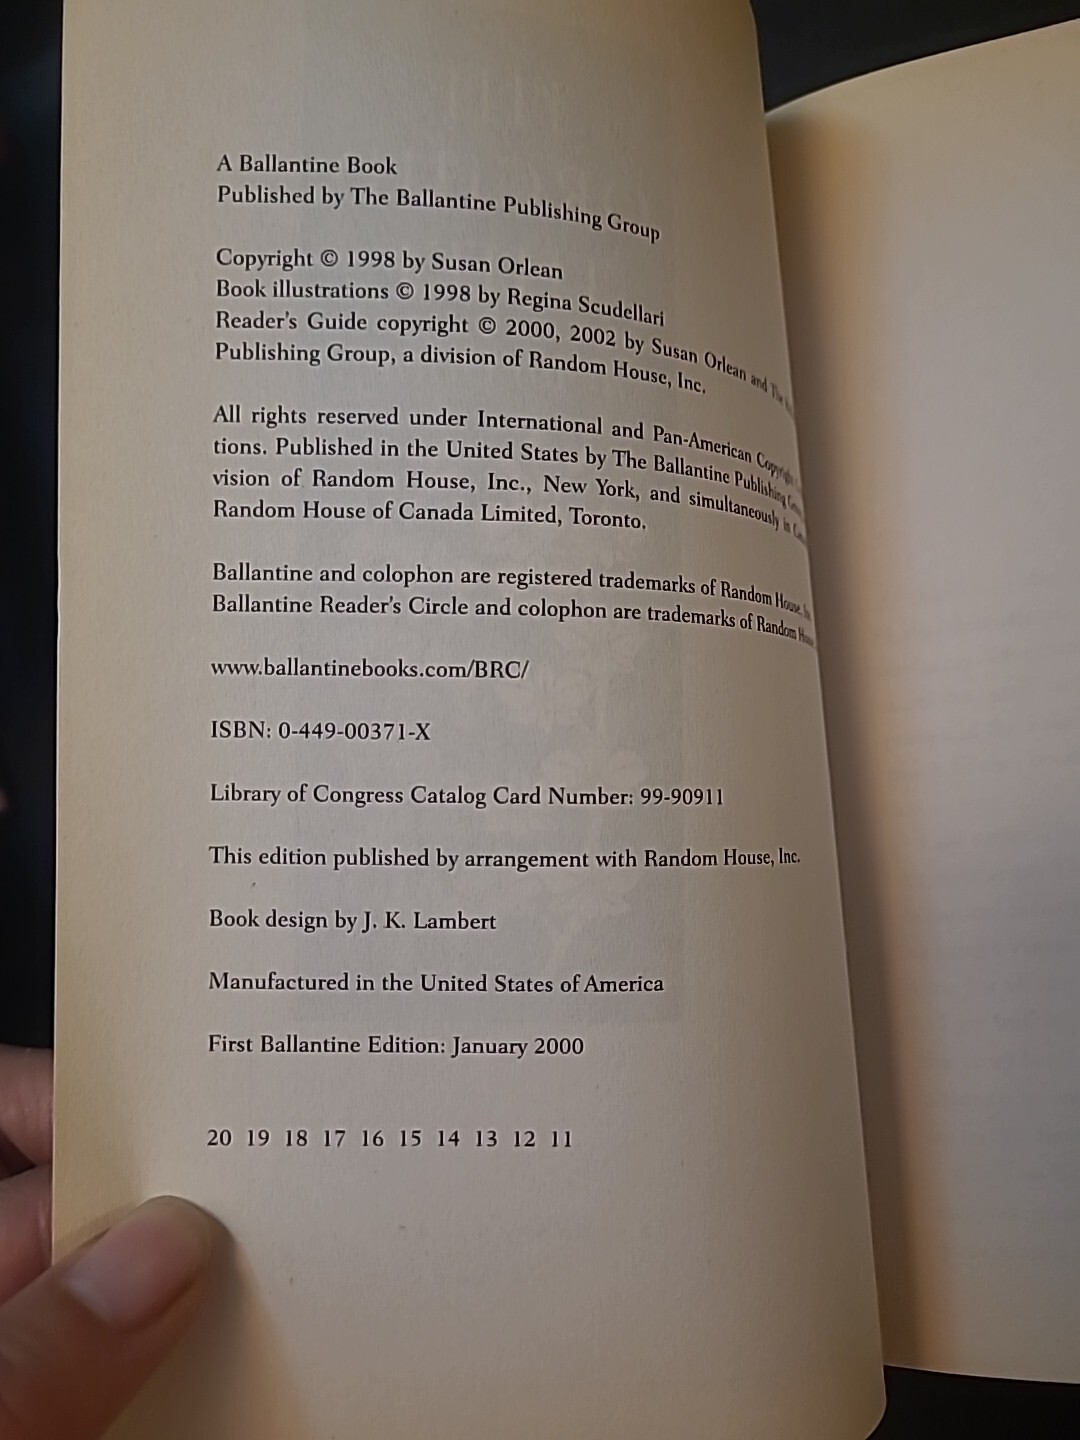 A Ballantine Book
Published by The Ballantine Publishing Group
Copyright © 1998 by Susan Orlean
Book illustrations © 1998 by Regina Scudellari
Reader's Guide copyright © 2000, 2002 by Susan Orlean and The
Publishing Group, a division of Random House, Inc.
All rights reserved under International and Pan-American Copyright
tions. Published in the United States by The Ballantine Publishing Group,
vision of Random House, Inc., New York, and simultaneously in
Random House of Canada Limited, Toronto.
Ballantine and colophon are registered trademarks of Random House, Inc.
Ballantine Reader's Circle and colophon are trademarks of Random House
www.ballantinebooks.com/BRC/
ISBN: 0-449-00371-X
Library of Congress Catalog Card Number: 99-90911
This edition published by arrangement with Random House, Inc.
Book design by J. K. Lambert
Manufactured in the United States of America
First Ballantine Edition: January 2000
20 19 18 17 16 15 14 13 12 11